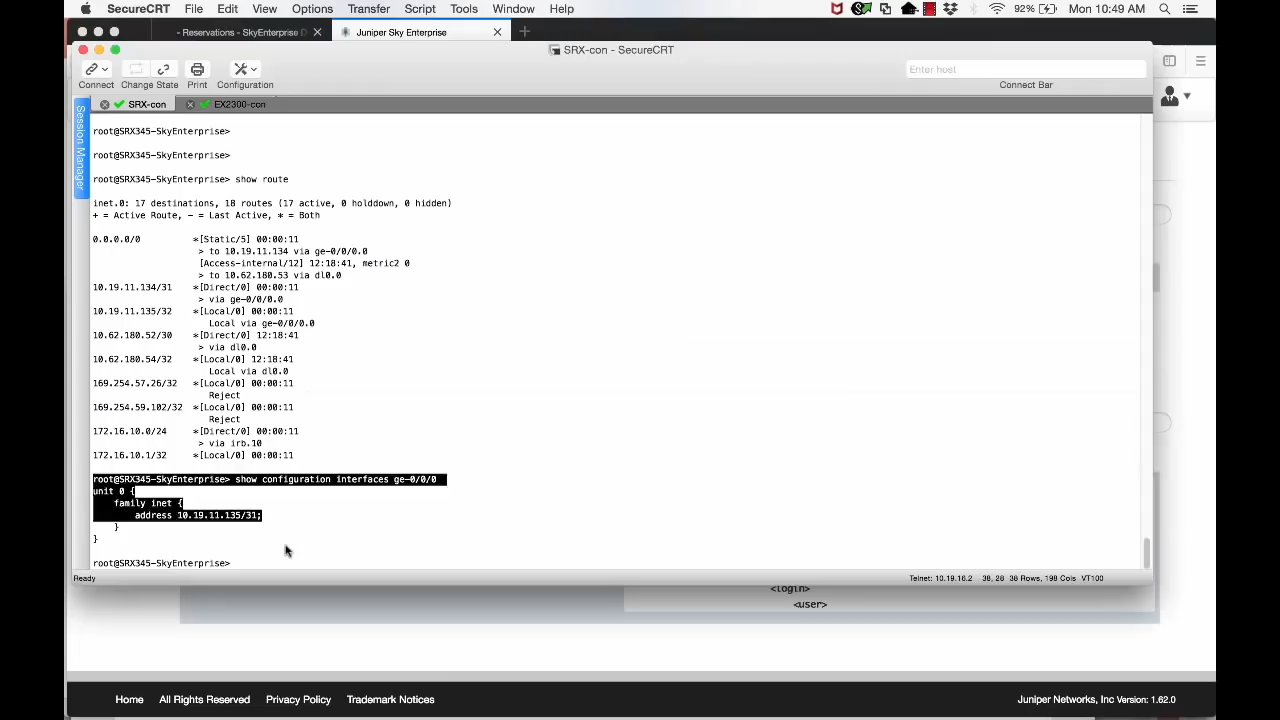 SecureCRT File Edit View Options Transfer Script Tools Window Help 92% Mon 10:49 AM
- Reservations - SkyEnterprise D Juniper Sky Enterprise
SRX-con - SecureCRT
Enter host
Connect Change State Print Configuration Connect Bar
SRX-con EX2300-con
Session Manager
root@SRX345-SkyEnterprise>
root@SRX345-SkyEnterprise>
root@SRX345-SkyEnterprise> show route
inet.0: 17 destinations, 18 routes (17 active, 0 holddown, 0 hidden)
+ = Active Route, - = Last Active, * = Both
0.0.0.0/0 *[Static/5] 00:00:11
> to 10.19.11.134 via ge-0/0/0.0
[Access-internal/12] 12:18:41, metric2 0
> to 10.62.180.53 via dl0.0
10.19.11.134/31 *[Direct/0] 00:00:11
> via ge-0/0/0.0
10.19.11.135/32 *[Local/0] 00:00:11
Local via ge-0/0/0.0
10.62.180.52/30 *[Direct/0] 12:18:41
> via dl0.0
10.62.180.54/32 *[Local/0] 12:18:41
Local via dl0.0
169.254.57.26/32 *[Local/0] 00:00:11
Reject
169.254.59.102/32 *[Local/0] 00:00:11
Reject
172.16.10.0/24 *[Direct/0] 00:00:11
> via irb.10
172.16.10.1/32 *[Local/0] 00:00:11
root@SRX345-SkyEnterprise> show configuration interfaces ge-0/0/0
unit 0 {
family inet {
address 10.19.11.135/31;
}
}
root@SRX345-SkyEnterprise>
Ready Telnet: 10.19.16.2 38, 28 38 Rows, 198 Cols VT100
<login>
<user>
Home All Rights Reserved Privacy Policy Trademark Notices Juniper Networks, Inc Version: 1.62.0